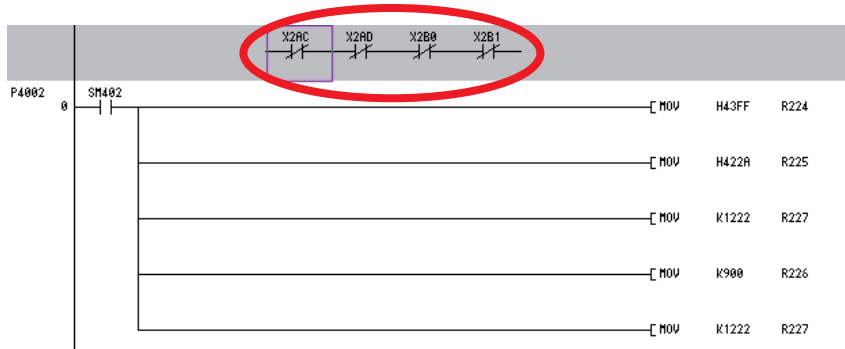 X2AC X2AD X2B0 X2B1
P4002 SM402
0 MOV H43FF R224
MOV H422A R225
MOV K1222 R227
MOV K900 R226
MOV K1222 R227